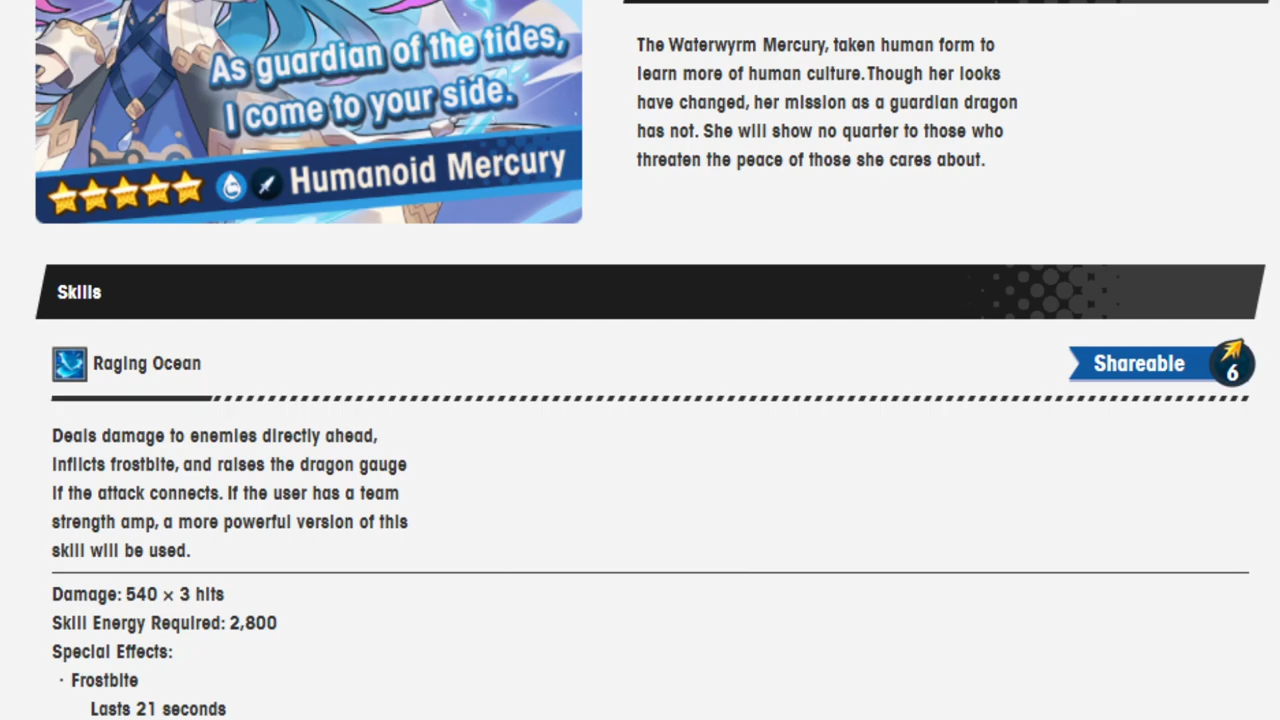 As guardian of the tides,
I come to your side.
Humanoid Mercury
The Waterwyrm Mercury, taken human form to
learn more of human culture. Though her looks
have changed, her mission as a guardian dragon
has not. She will show no quarter to those who
threaten the peace of those she cares about.
Skills
Raging Ocean
Shareable
6
Deals damage to enemies directly ahead,
inflicts frostbite, and raises the dragon gauge
if the attack connects. If the user has a team
strength amp, a more powerful version of this
skill will be used.
Damage: 540 × 3 hits
Skill Energy Required: 2,800
Special Effects:
· Frostbite
Lasts 21 seconds